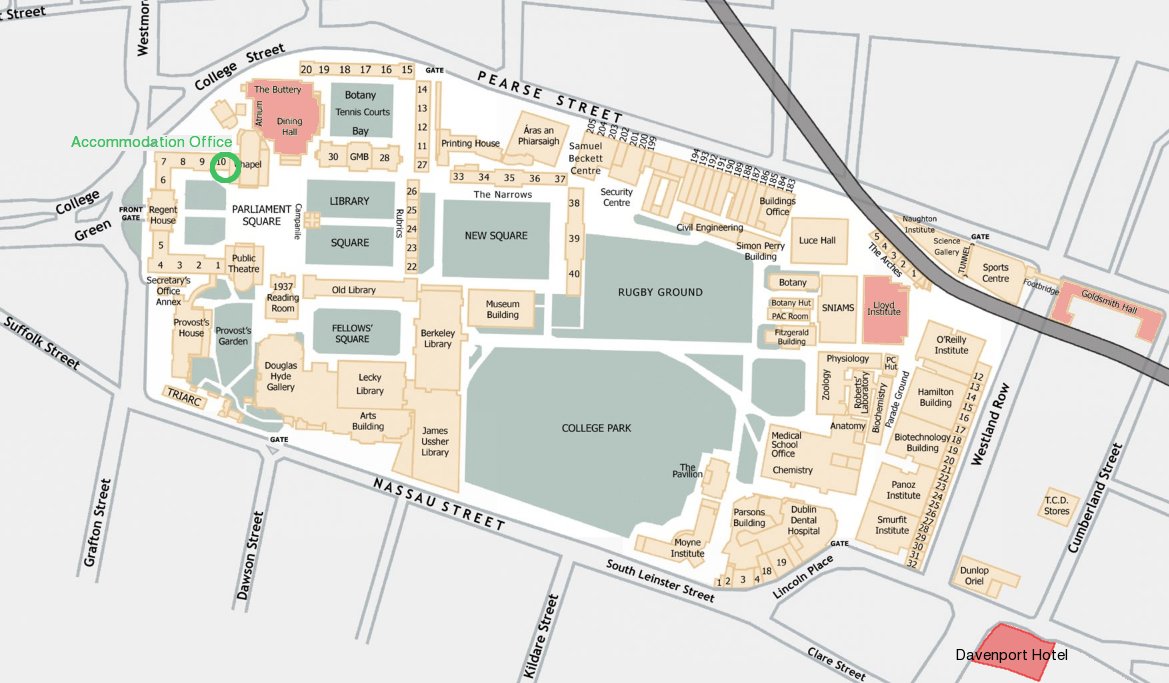 t Street
Westmor
College Street
20 19 18 17 16 15
GATE
PEARSE STREET
The Buttery
Atrium
Dining
Hall
Botany
Tennis Courts
Bay
14
13
12
11
27
Accommodation Office
7 8 9 10
Chapel
6
30 GMB 28
Printing House
Áras an
Phiarsaigh
Samuel
Beckett
Centre
205
204
203
202
201
200
199
194
193
192
191
190
189
188
187
186
185
184
183
33 34 35 36 37
The Narrows
Security
Centre
Buildings
Office
College
Green
FRONT
GATE
Regent
House
5
4 3 2 1
PARLIAMENT
SQUARE
Campanile
LIBRARY
SQUARE
Rubrics
26
25
24
23
22
NEW SQUARE
38
39
40
Civil Engineering
Simon Perry
Building
Luce Hall
Naughton
Institute
Science
Gallery
GATE
TUNNEL
5
4
3
2
1
The Arches
Sports
Centre
Footbridge
Goldsmith Hall
Public
Theatre
Secretary's
Office
Annex
1937
Reading
Room
Old Library
RUGBY GROUND
Botany
Botany Hut
PAC Room
Fitzgerald
Building
SNIAMS
Lloyd
Institute
Provost's
House
Provost's
Garden
FELLOWS'
SQUARE
Berkeley
Library
Museum
Building
O'Reilly
Institute
Suffolk Street
Douglas
Hyde
Gallery
Lecky
Library
Arts
Building
James
Ussher
Library
TRIARC
GATE
COLLEGE PARK
Physiology
PC
Hut
Zoology
Roberts'
Laboratory
Biochemistry
Parade Ground
Anatomy
Hamilton
Building
Biotechnology
Building
12
13
14
15
16
17
18
19
20
21
22
23
24
25
26
27
28
29
30
31
32
Westland Row
Medical
School
Office
Chemistry
The
Pavilion
Panoz
Institute
Smurfit
Institute
T.C.D.
Stores
Cumberland Street
NASSAU STREET
Grafton Street
Dawson Street
Moyne
Institute
Parsons
Building
Dublin
Dental
Hospital
GATE
1 2 3 4 18 19
Lincoln Place
South Leinster Street
Kildare Street
Dunlop
Oriel
Clare Street
Davenport Hotel